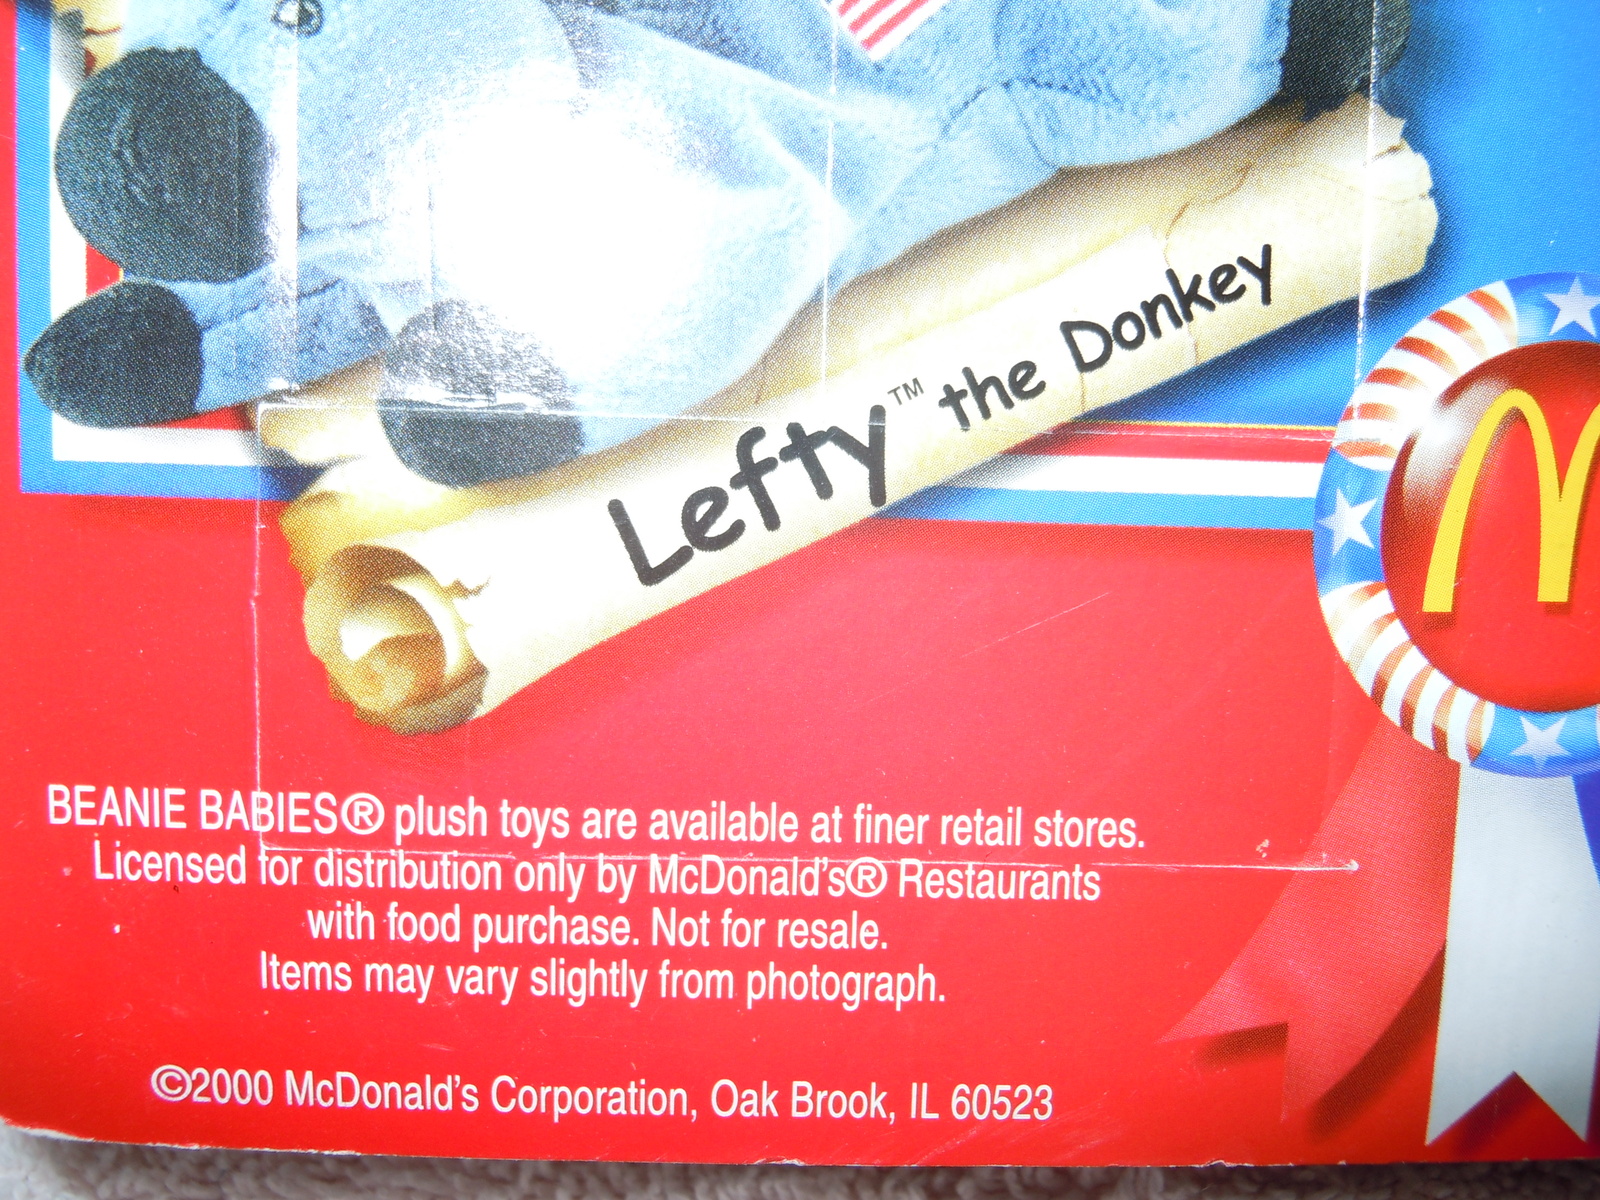 Lefty™ the Donkey
BEANIE BABIES® plush toys are available at finer retail stores.
Licensed for distribution only by McDonald's® Restaurants
with food purchase. Not for resale.
Items may vary slightly from photograph.
©2000 McDonald's Corporation, Oak Brook, IL 60523